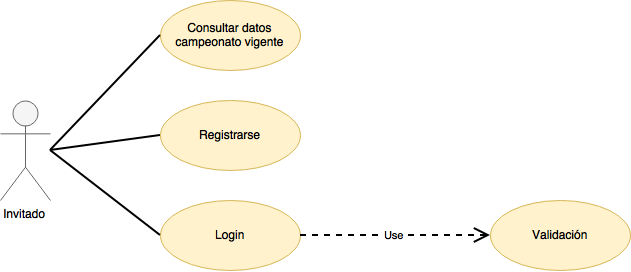 Consultar datos
campeonato vigente
Registrarse
Invitado
Login
Use
Validación